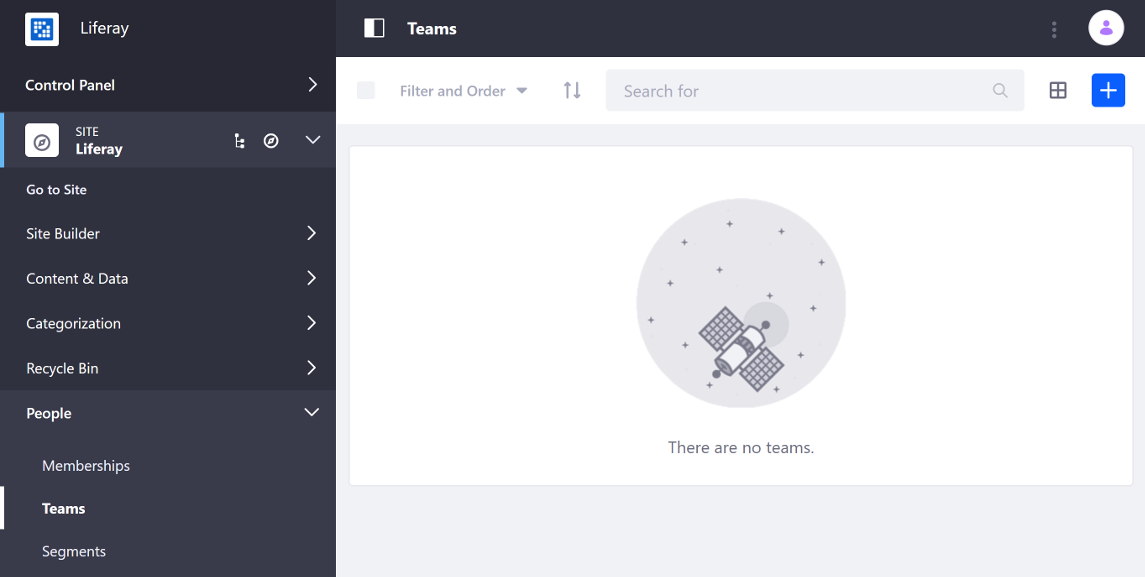 Liferay
Control Panel
SITE
Liferay
Go to Site
Site Builder
Content & Data
Categorization
Recycle Bin
People
Memberships
Teams
Segments
Teams
Filter and Order
Search for
There are no teams.